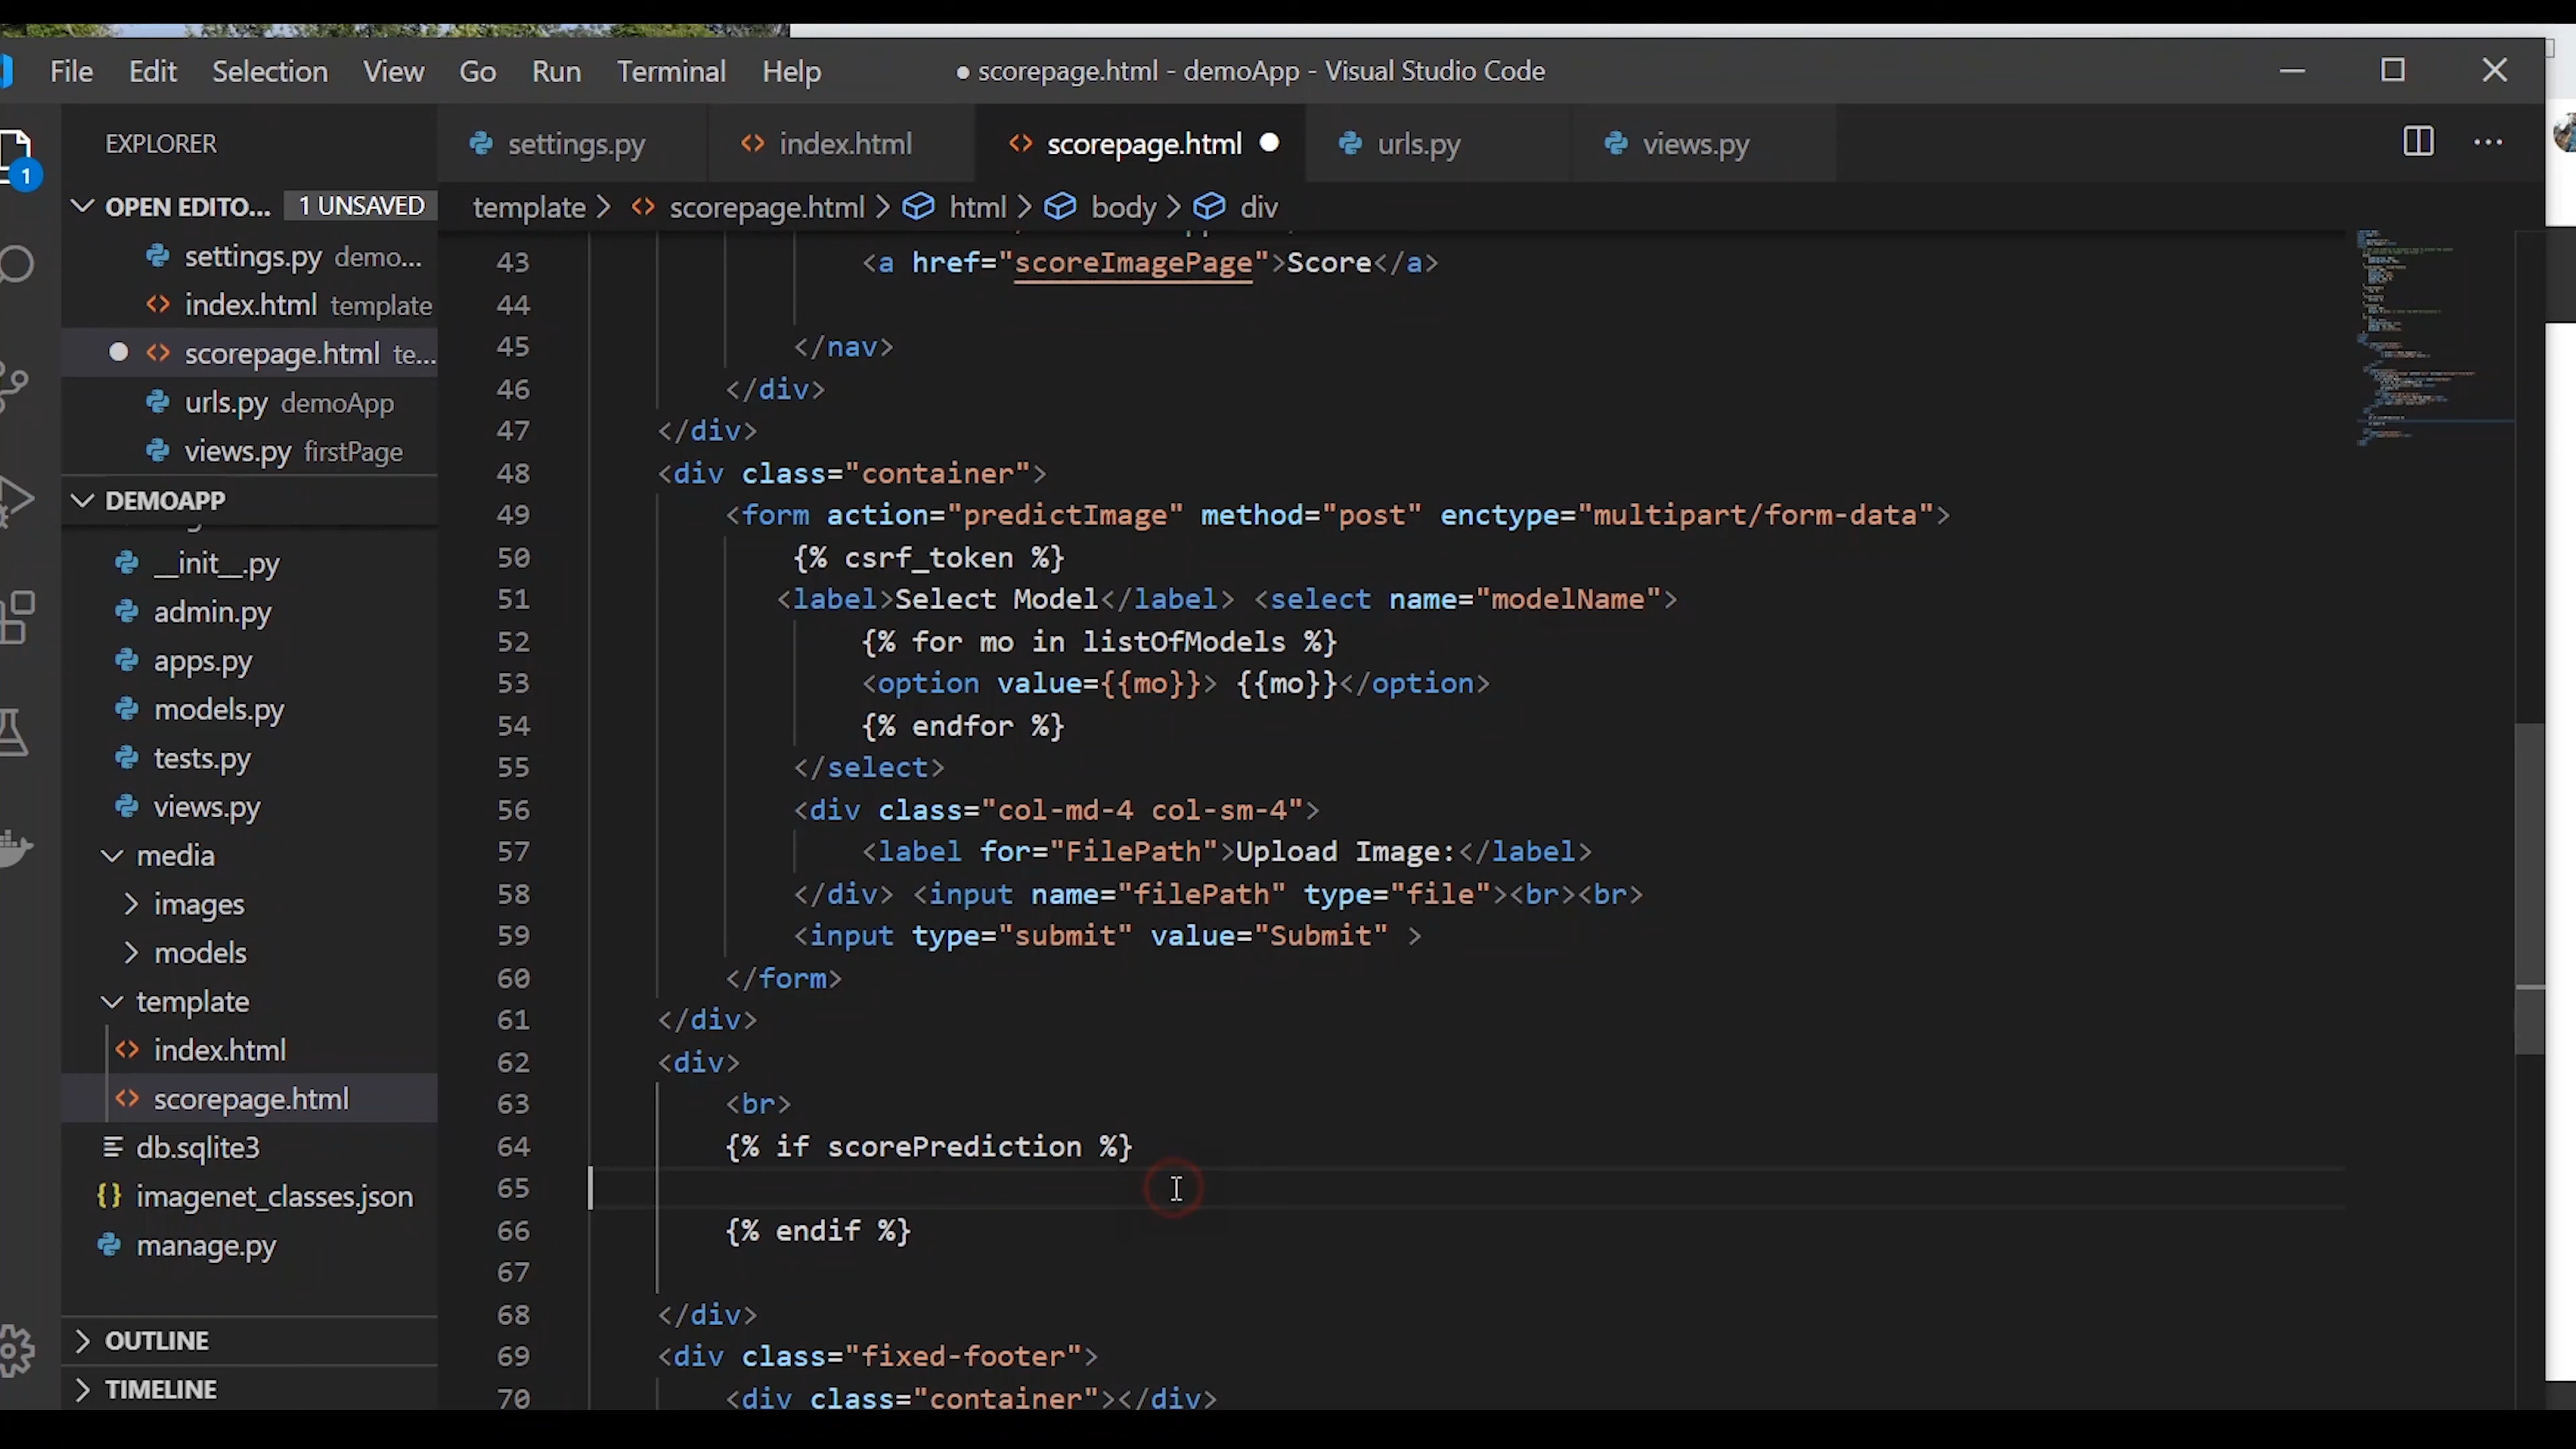 File Edit Selection View Go Run Terminal Help
● scorepage.html - demoApp - Visual Studio Code
EXPLORER
settings.py
index.html
scorepage.html
urls.py
views.py
1
OPEN EDITO... 1 UNSAVED
settings.py demo...
index.html template
scorepage.html te...
urls.py demoApp
views.py firstPage
DEMOAPP
__init__.py
admin.py
apps.py
models.py
tests.py
views.py
media
images
models
template
index.html
scorepage.html
db.sqlite3
imagenet_classes.json
manage.py
OUTLINE
TIMELINE
template > scorepage.html > html > body > div
43 <a href="scoreImagePage">Score</a>
44
45 </nav>
46 </div>
47 </div>
48 <div class="container">
49 <form action="predictImage" method="post" enctype="multipart/form-data">
50 {% csrf_token %}
51 <label>Select Model</label> <select name="modelName">
52 {% for mo in listOfModels %}
53 <option value={{mo}}> {{mo}}</option>
54 {% endfor %}
55 </select>
56 <div class="col-md-4 col-sm-4">
57 <label for="FilePath">Upload Image:</label>
58 </div> <input name="filePath" type="file"><br><br>
59 <input type="submit" value="Submit" >
60 </form>
61 </div>
62 <div>
63 <br>
64 {% if scorePrediction %}
65
66 {% endif %}
67
68 </div>
69 <div class="fixed-footer">
70 <div class="container"></div>